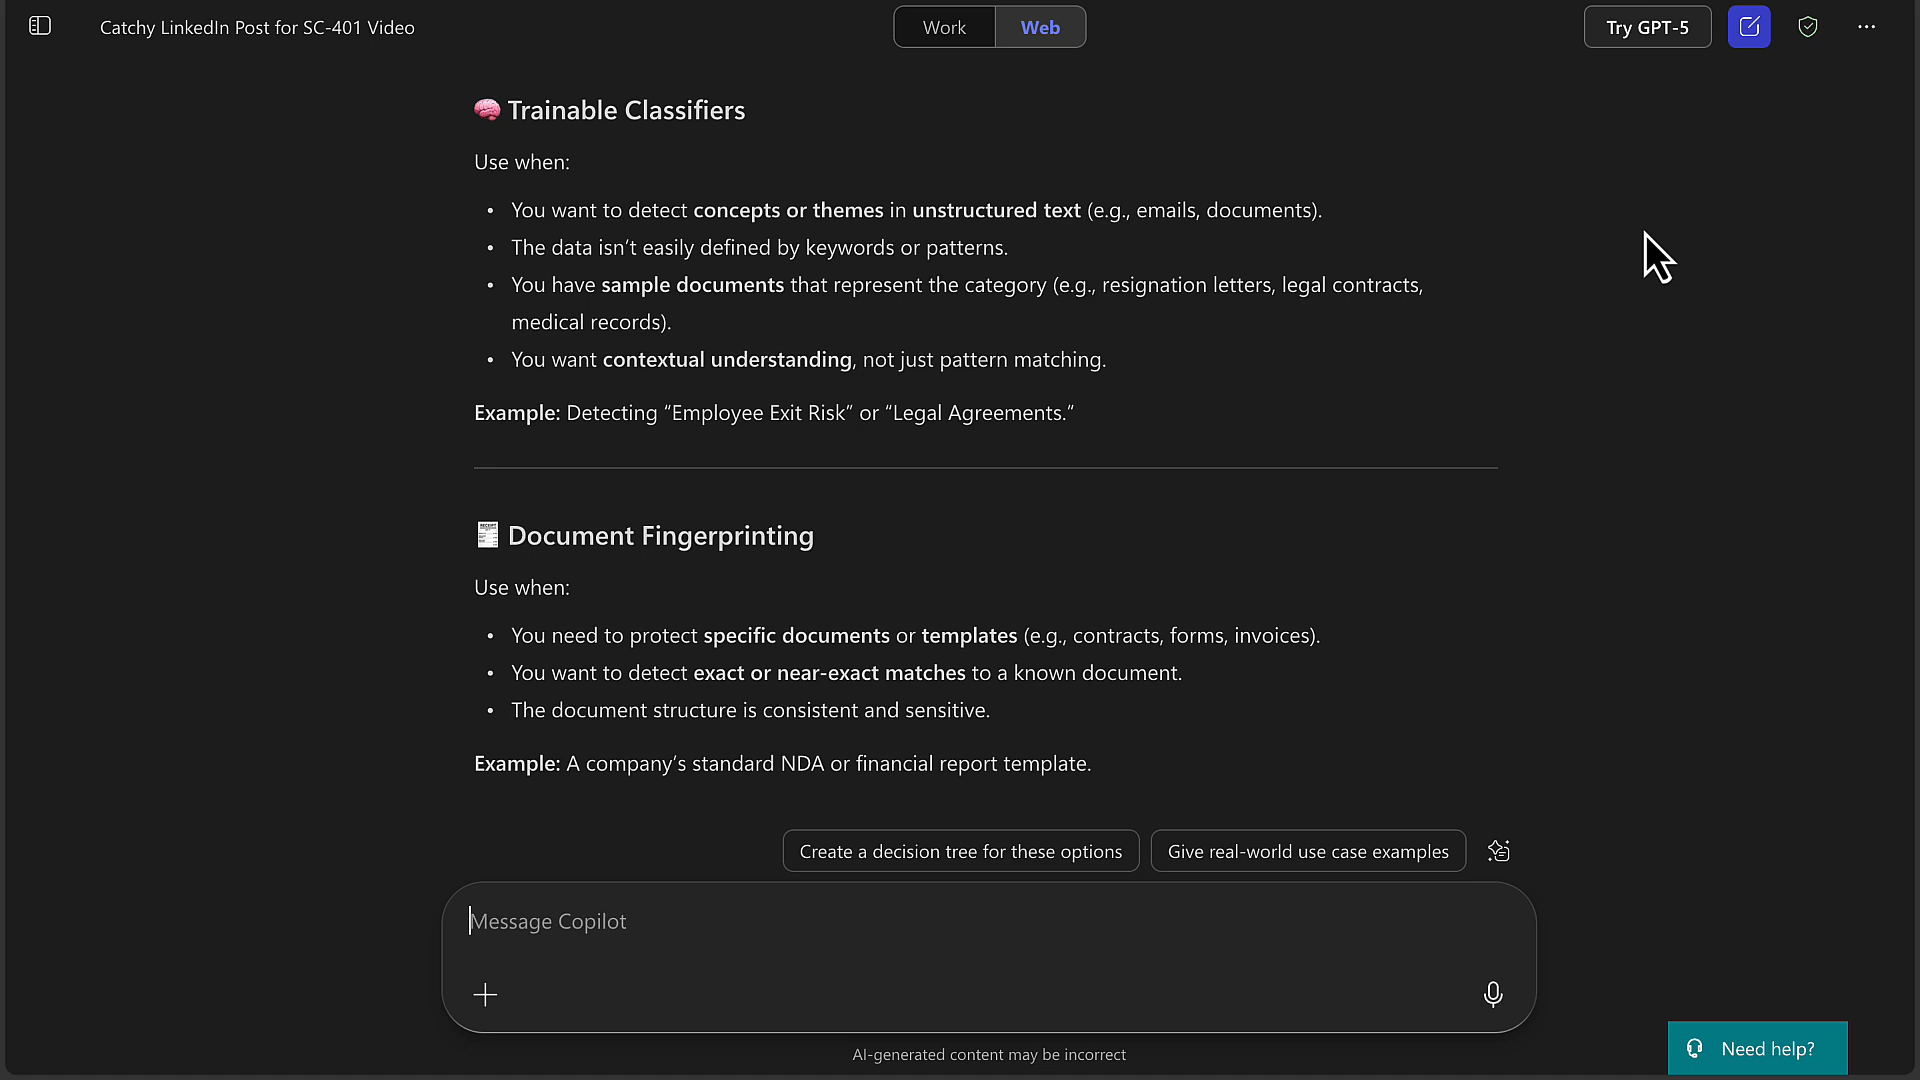 Catchy LinkedIn Post for SC-401 Video
Work
Web
Try GPT-5
🧠 Trainable Classifiers
Use when:
• You want to detect concepts or themes in unstructured text (e.g., emails, documents).
• The data isn’t easily defined by keywords or patterns.
• You have sample documents that represent the category (e.g., resignation letters, legal contracts,
medical records).
• You want contextual understanding, not just pattern matching.
Example: Detecting “Employee Exit Risk” or “Legal Agreements.”
🧾 Document Fingerprinting
Use when:
• You need to protect specific documents or templates (e.g., contracts, forms, invoices).
• You want to detect exact or near-exact matches to a known document.
• The document structure is consistent and sensitive.
Example: A company’s standard NDA or financial report template.
Create a decision tree for these options
Give real-world use case examples
Message Copilot
AI-generated content may be incorrect
Need help?